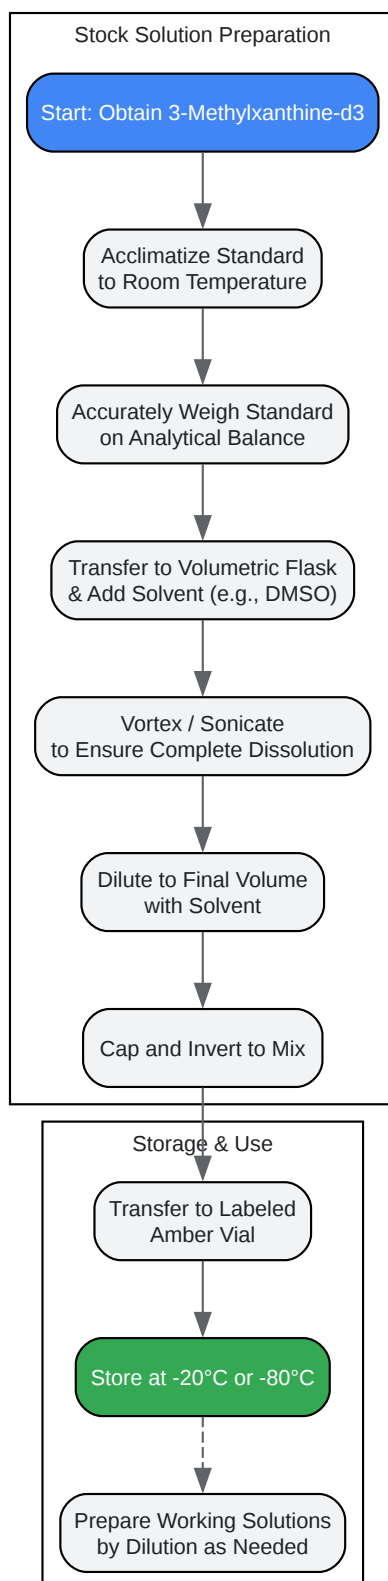 Stock Solution Preparation
Start: Obtain 3-Methylxanthine-d3
Acclimatize Standard
to Room Temperature
Accurately Weigh Standard
on Analytical Balance
Transfer to Volumetric Flask
& Add Solvent (e.g., DMSO)
Vortex / Sonicate
to Ensure Complete Dissolution
Dilute to Final Volume
with Solvent
Cap and Invert to Mix
Storage & Use
Transfer to Labeled
Amber Vial
Store at -20°C or -80°C
Prepare Working Solutions
by Dilution as Needed